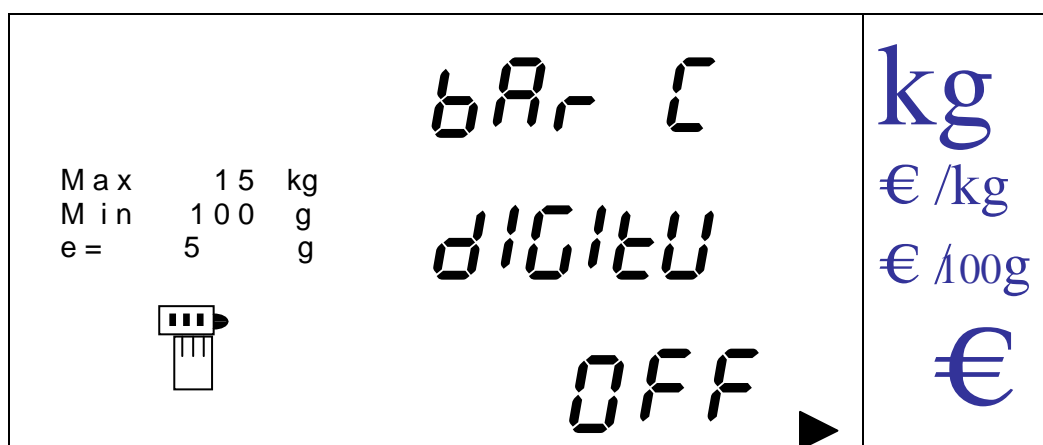 bAr C
Max 15 kg
Min 100 g
e= 5 g
dIGItU
OFF
kg
€ /kg
€ /100g
€